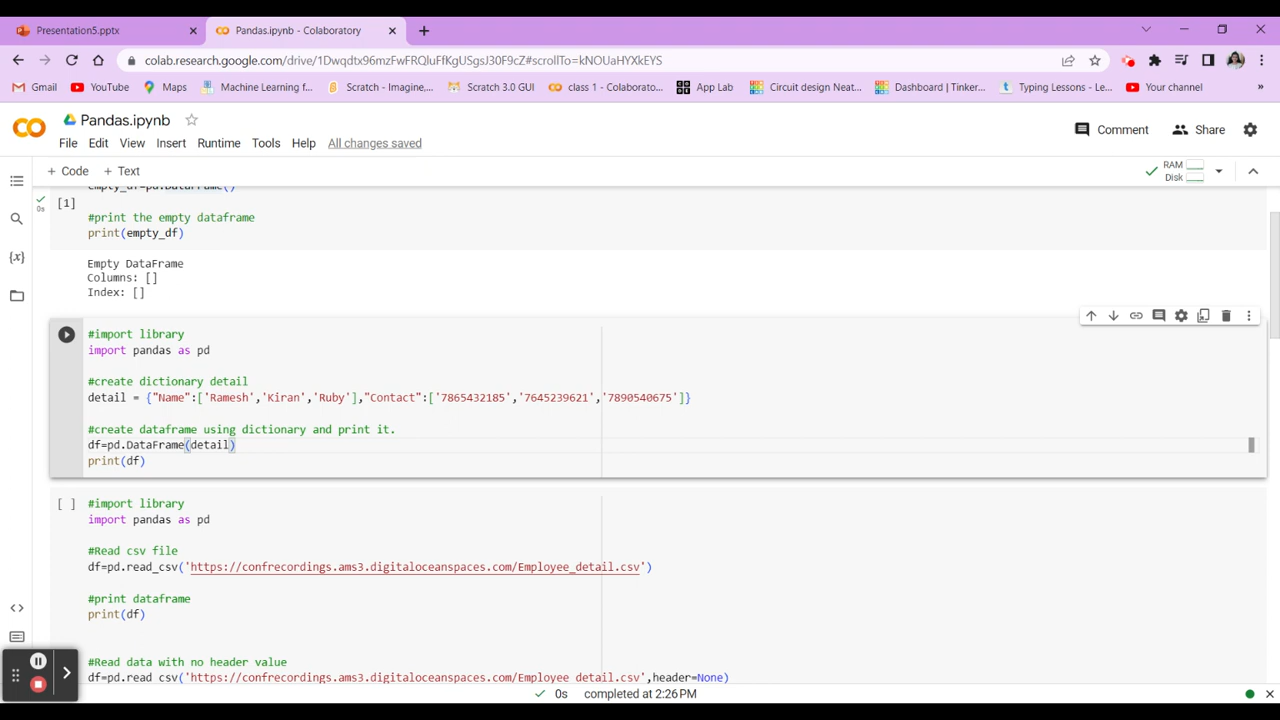 Presentation5.pptx
Pandas.ipynb - Colaboratory
colab.research.google.com/drive/1Dwqdtx96mzFwFRQluFfKgUSgsJ30F9cZ#scrollTo=kNOUaHYXkEYS
Gmail YouTube Maps Machine Learning f... Scratch - Imagine,... Scratch 3.0 GUI class 1 - Colaborato... App Lab Circuit design Neat... Dashboard | Tinker... Typing Lessons - Le... Your channel »
Pandas.ipynb
Comment Share
File Edit View Insert Runtime Tools Help All changes saved
+ Code + Text
RAM
Disk
empty_df=pd.DataFrame()
0s
[1]
#print the empty dataframe
print(empty_df)
Empty DataFrame
Columns: []
Index: []
#import library
import pandas as pd
#create dictionary detail
detail = {"Name":['Ramesh','Kiran','Ruby'],"Contact":['7865432185','7645239621','7890540675']}
#create dataframe using dictionary and print it.
df=pd.DataFrame(detail)
print(df)
[ ] #import library
import pandas as pd
#Read csv file
df=pd.read_csv('https://confrecordings.ams3.digitaloceanspaces.com/Employee_detail.csv')
#print dataframe
print(df)
#Read data with no header value
df=pd.read_csv('https://confrecordings.ams3.digitaloceanspaces.com/Employee_detail.csv',header=None)
0s completed at 2:26 PM